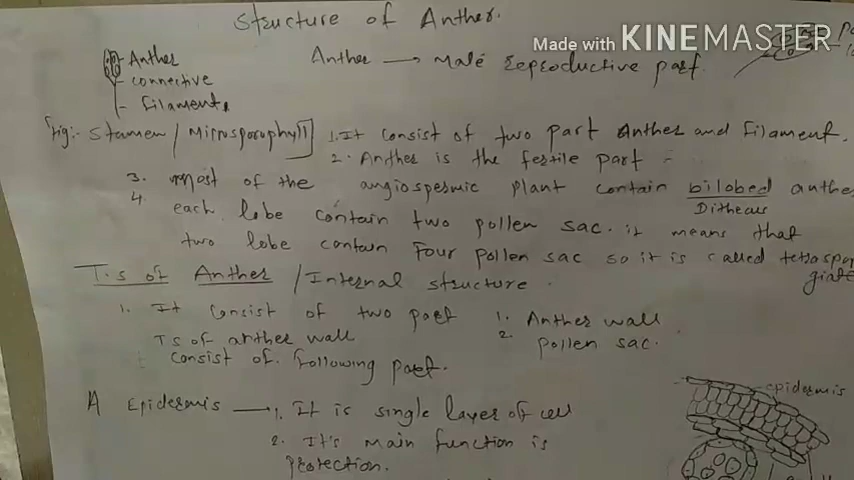 Structure of Anther.
Made with KINEMASTER
Anther
connective
Filament
Anther → Male reproductive part
Fig:- Stamen / Microsporophyll
1. It consist of two part Anther and Filament.
2. Anther is the fertile part
3. most of the angiospermic plant contain bilobed
Dithecus
4 each lobe contain two pollen sac. it means that
two lobe contain Four pollen sac so it is called tetraspor
giate
T.s of Anther / Internal structure.
1. It consist of two part
1. Anther wall
2. pollen sac.
Ts of anther wall
consist of following part.
A Epidermis → 1. It is single layer of cell
2. It's main function is
protection.
epidermis